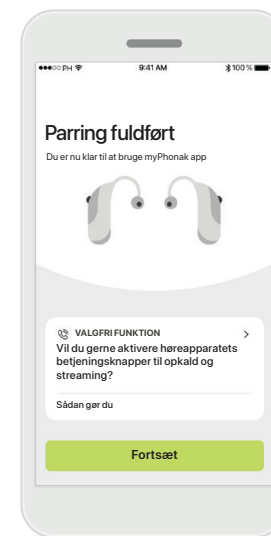 PH 9:41 AM 100 %
Parring fuldført
Du er nu klar til at bruge myPhonak app
VALGFRI FUNKTION
Vil du gerne aktivere høreapparatets
betjeningsknapper til opkald og
streaming?
Sådan gør du
Fortsæt